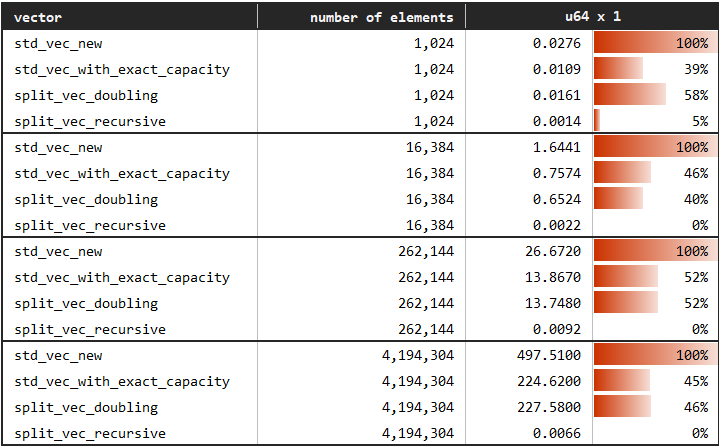 vector number of elements u64 x 1
std_vec_new 1,024 0.0276 100%
std_vec_with_exact_capacity 1,024 0.0109 39%
split_vec_doubling 1,024 0.0161 58%
split_vec_recursive 1,024 0.0014 5%
std_vec_new 16,384 1.6441 100%
std_vec_with_exact_capacity 16,384 0.7574 46%
split_vec_doubling 16,384 0.6524 40%
split_vec_recursive 16,384 0.0022 0%
std_vec_new 262,144 26.6720 100%
std_vec_with_exact_capacity 262,144 13.8670 52%
split_vec_doubling 262,144 13.7480 52%
split_vec_recursive 262,144 0.0092 0%
std_vec_new 4,194,304 497.5100 100%
std_vec_with_exact_capacity 4,194,304 224.6200 45%
split_vec_doubling 4,194,304 227.5800 46%
split_vec_recursive 4,194,304 0.0066 0%